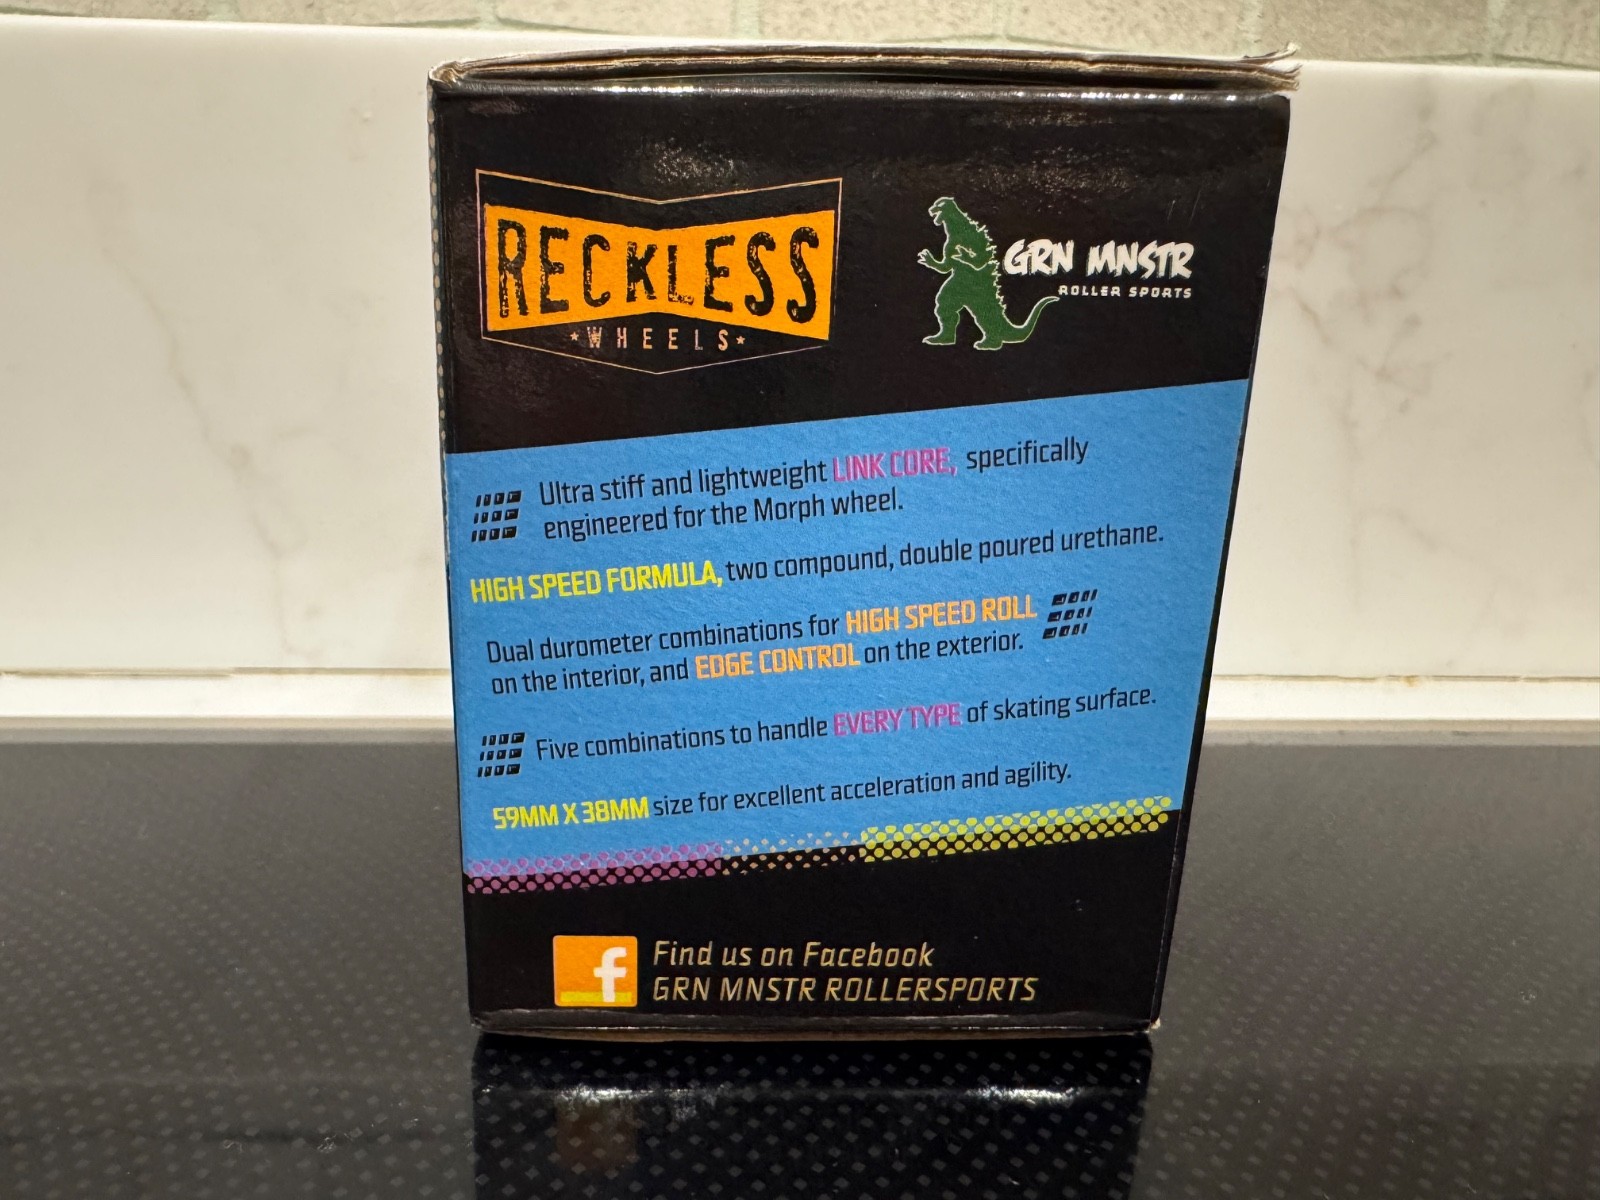 RECKLESS
WHEELS
GRN MNSTR
ROLLER SPORTS
Ultra stiff and lightweight LINK CORE, specifically
engineered for the Morph wheel.
HIGH SPEED FORMULA, two compound, double poured urethane.
Dual durometer combinations for HIGH SPEED ROLL
on the interior, and EDGE CONTROL on the exterior.
Five combinations to handle EVERY TYPE of skating surface.
59MM X 38MM size for excellent acceleration and agility.
f
Find us on Facebook
GRN MNSTR ROLLERSPORTS